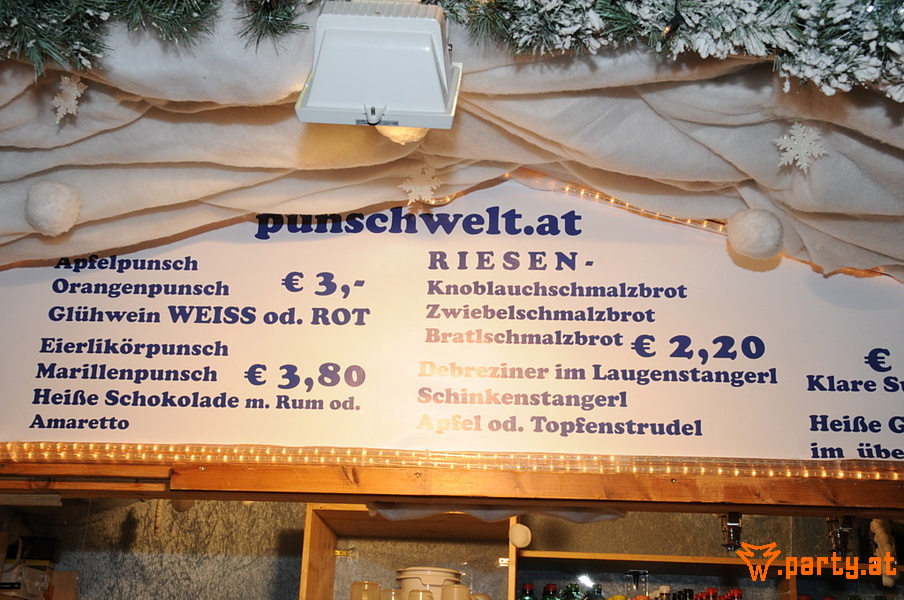 punschwelt.at
Apfelpunsch
Orangenpunsch € 3,-
Glühwein WEISS od. ROT
Eierlikörpunsch
Marillenpunsch € 3,80
Heiße Schokolade m. Rum od.
Amaretto
RIESEN-
Knoblauchschmalzbrot
Zwiebelschmalzbrot
Bratlschmalzbrot € 2,20
Debreziner im Laugenstangerl
Schinkenstangerl
Apfel od. Topfenstrudel
€
Klare
Heiße
im
w.party.at